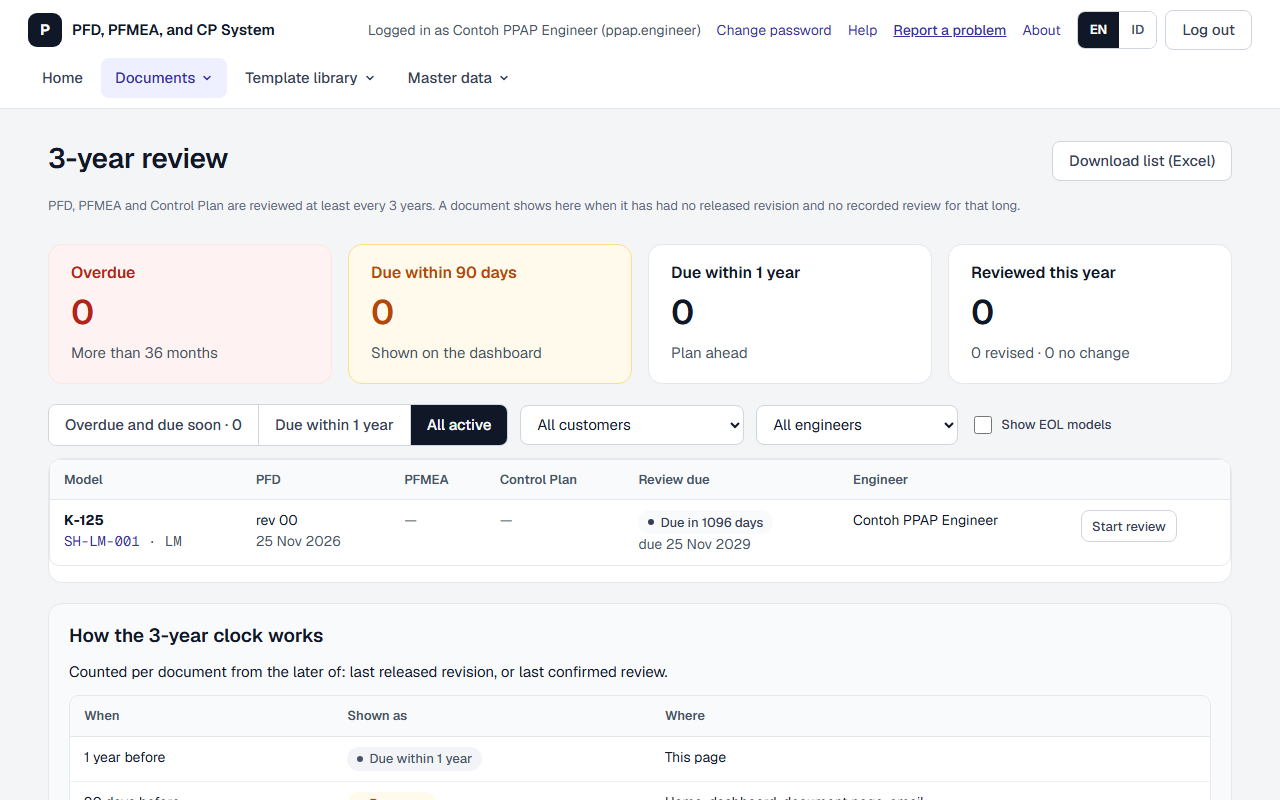 P PFD, PFMEA, and CP System Logged in as Contoh PPAP Engineer (ppap.engineer) Change password Help Report a problem About EN ID Log out
Home Documents Template library Master data
3-year review Download list (Excel)
PFD, PFMEA and Control Plan are reviewed at least every 3 years. A document shows here when it has had no released revision and no recorded review for that long.
Overdue Due within 90 days Due within 1 year Reviewed this year
0 0 0 0
More than 36 months Shown on the dashboard Plan ahead 0 revised · 0 no change
Overdue and due soon · 0 Due within 1 year All active All customers All engineers Show EOL models
Model PFD PFMEA Control Plan Review due Engineer
K-125 rev 00 — — Due in 1096 days Contoh PPAP Engineer Start review
SH-LM-001 · LM 25 Nov 2026 due 25 Nov 2029
How the 3-year clock works
Counted per document from the later of: last released revision, or last confirmed review.
When Shown as Where
1 year before Due within 1 year This page